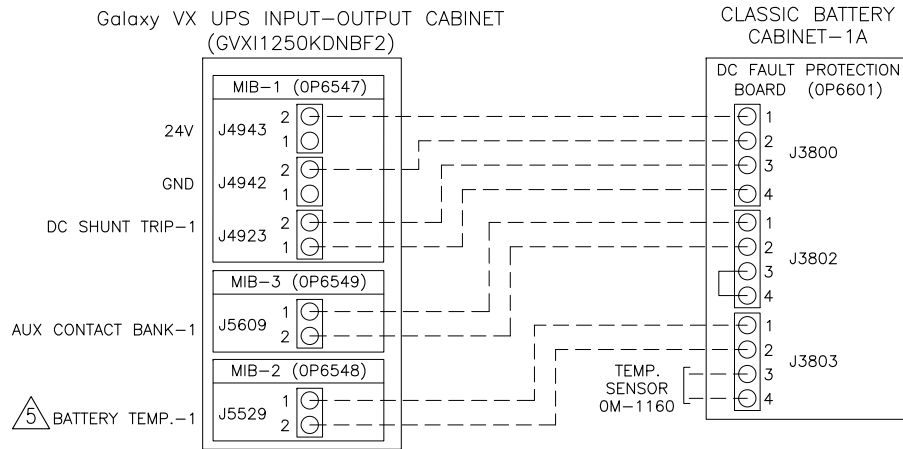 Galaxy VX UPS INPUT-OUTPUT CABINET
(GVXI1250KDNBF2)
CLASSIC BATTERY
CABINET-1A
MIB-1 (0P6547)
24V
J4943
2
1
GND
J4942
2
1
DC SHUNT TRIP-1
J4923
2
1
MIB-3 (0P6549)
AUX CONTACT BANK-1
J5609
1
2
MIB-2 (0P6548)
5
BATTERY TEMP.-1
J5529
1
2
DC FAULT PROTECTION
BOARD (0P6601)
1
2
3
4
J3800
1
2
3
4
J3802
1
2
3
4
J3803
TEMP.
SENSOR
0M-1160